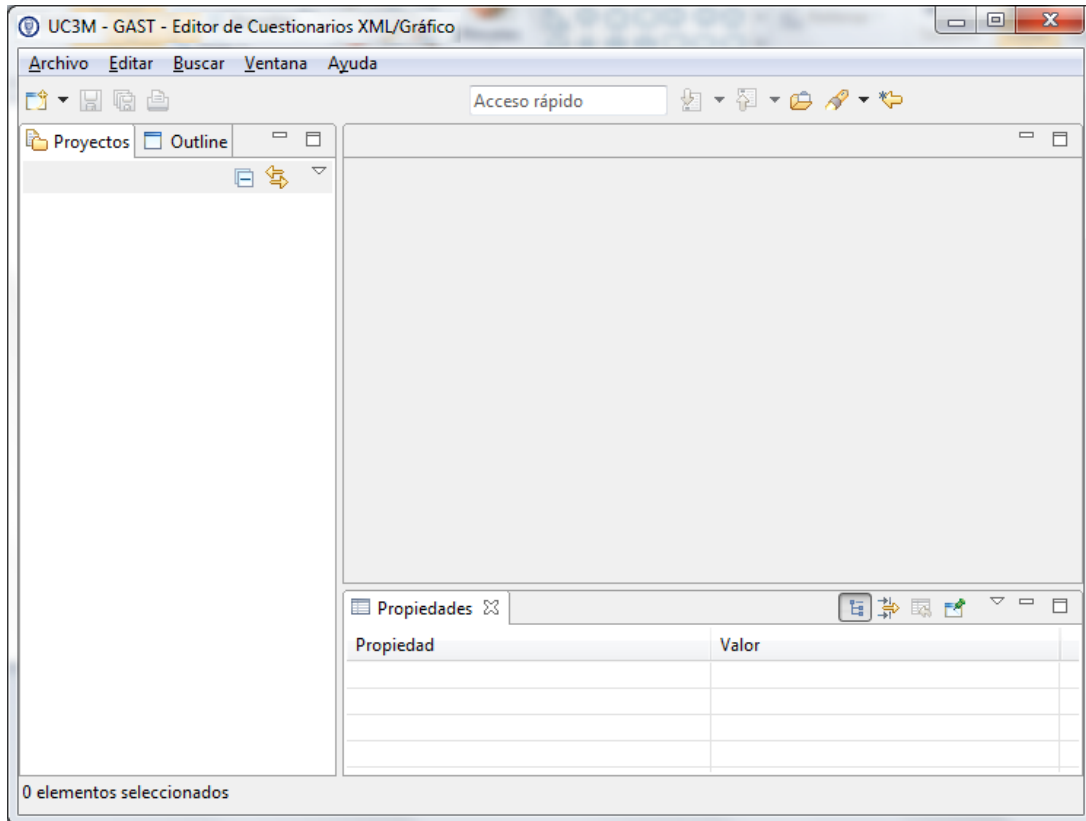 UC3M - GAST - Editor de Cuestionarios XML/Gráfico
Archivo Editar Buscar Ventana Ayuda
Acceso rápido
Proyectos Outline
Propiedades
Propiedad Valor
0 elementos seleccionados